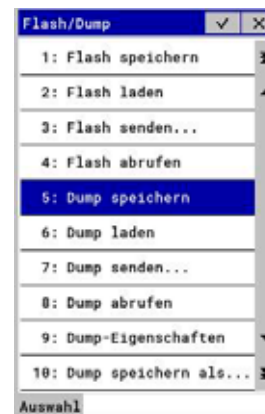 Flash/Dump
1: Flash speichern
2: Flash laden
3: Flash senden...
4: Flash abrufen
5: Dump speichern
6: Dump laden
7: Dump senden...
8: Dump abrufen
9: Dump-Eigenschaften
10: Dump speichern als...
Auswahl